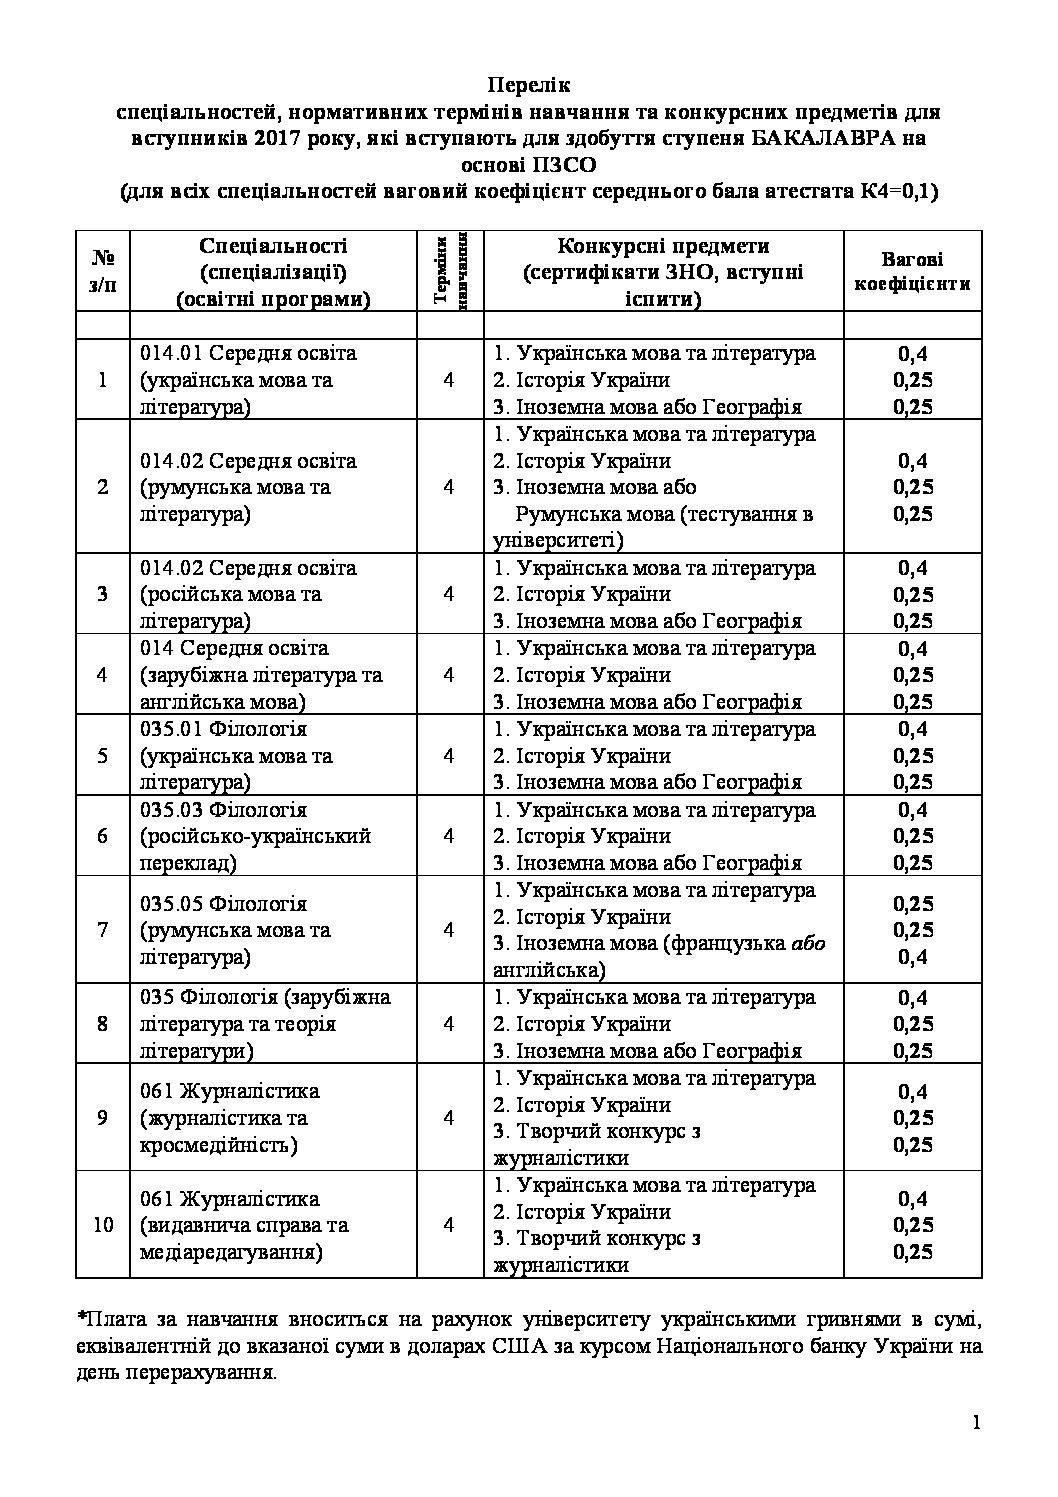 Перелік
спеціальностей, нормативних термінів навчання та конкурсних предметів для
вступників 2017 року, які вступають для здобуття ступеня БАКАЛАВРА на
основі ПЗСО
(для всіх спеціальностей ваговий коефіцієнт середнього бала атестата К4=0,1)
№
з/п
Спеціальності
(спеціалізації)
(освітні програми)
Терміни
навчання
Конкурсні предмети
(сертифікати ЗНО, вступні
іспити)
Вагові
коефіцієнти
1
014.01 Середня освіта
(українська мова та
література)
4
1. Українська мова та література
2. Історія України
3. Іноземна мова або Географія
0,4
0,25
0,25
2
014.02 Середня освіта
(румунська мова та
література)
4
1. Українська мова та література
2. Історія України
3. Іноземна мова або
Румунська мова (тестування в
університеті)
0,4
0,25
0,25
3
014.02 Середня освіта
(російська мова та
література)
4
1. Українська мова та література
2. Історія України
3. Іноземна мова або Географія
0,4
0,25
0,25
4
014 Середня освіта
(зарубіжна література та
англійська мова)
4
1. Українська мова та література
2. Історія України
3. Іноземна мова або Географія
0,4
0,25
0,25
5
035.01 Філологія
(українська мова та
література)
4
1. Українська мова та література
2. Історія України
3. Іноземна мова або Географія
0,4
0,25
0,25
6
035.03 Філологія
(російсько-український
переклад)
4
1. Українська мова та література
2. Історія України
3. Іноземна мова або Географія
0,4
0,25
0,25
7
035.05 Філологія
(румунська мова та
література)
4
1. Українська мова та література
2. Історія України
3. Іноземна мова (французька або
англійська)
0,25
0,25
0,4
8
035 Філологія (зарубіжна
література та теорія
літератури)
4
1. Українська мова та література
2. Історія України
3. Іноземна мова або Географія
0,4
0,25
0,25
9
061 Журналістика
(журналістика та
кросмедійність)
4
1. Українська мова та література
2. Історія України
3. Творчий конкурс з
журналістики
0,4
0,25
0,25
10
061 Журналістика
(видавнича справа та
медіаредагування)
4
1. Українська мова та література
2. Історія України
3. Творчий конкурс з
журналістики
0,4
0,25
0,25
*Плата за навчання вноситься на рахунок університету українськими гривнями в сумі,
еквівалентній до вказаної суми в доларах США за курсом Національного банку України на
день перерахування.
1